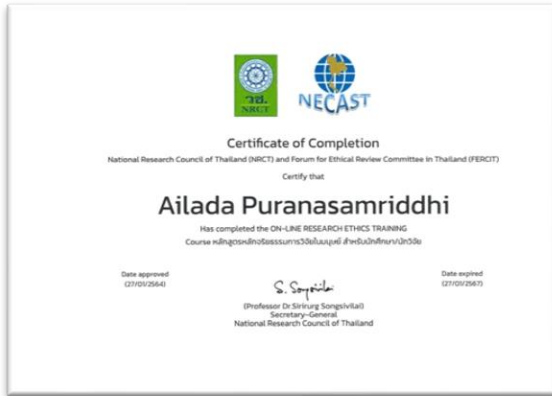 วช.
NRCT
NECAST
Certificate of Completion
National Research Council of Thailand (NRCT) and Forum for Ethical Review Committee in Thailand (FERCIT)
Certify that
Ailada Puranasamriddhi
Has completed the ON-LINE RESEARCH ETHICS TRAINING
Course หลักสูตรหลักจริยธรรมการวิจัยในมนุษย์ สำหรับนักศึกษา/นักวิจัย
Date approved
(27/01/2564)
Date expired
(27/01/2567)
(Professor Dr.Sirirurg Songsivilai)
Secretary-General
National Research Council of Thailand